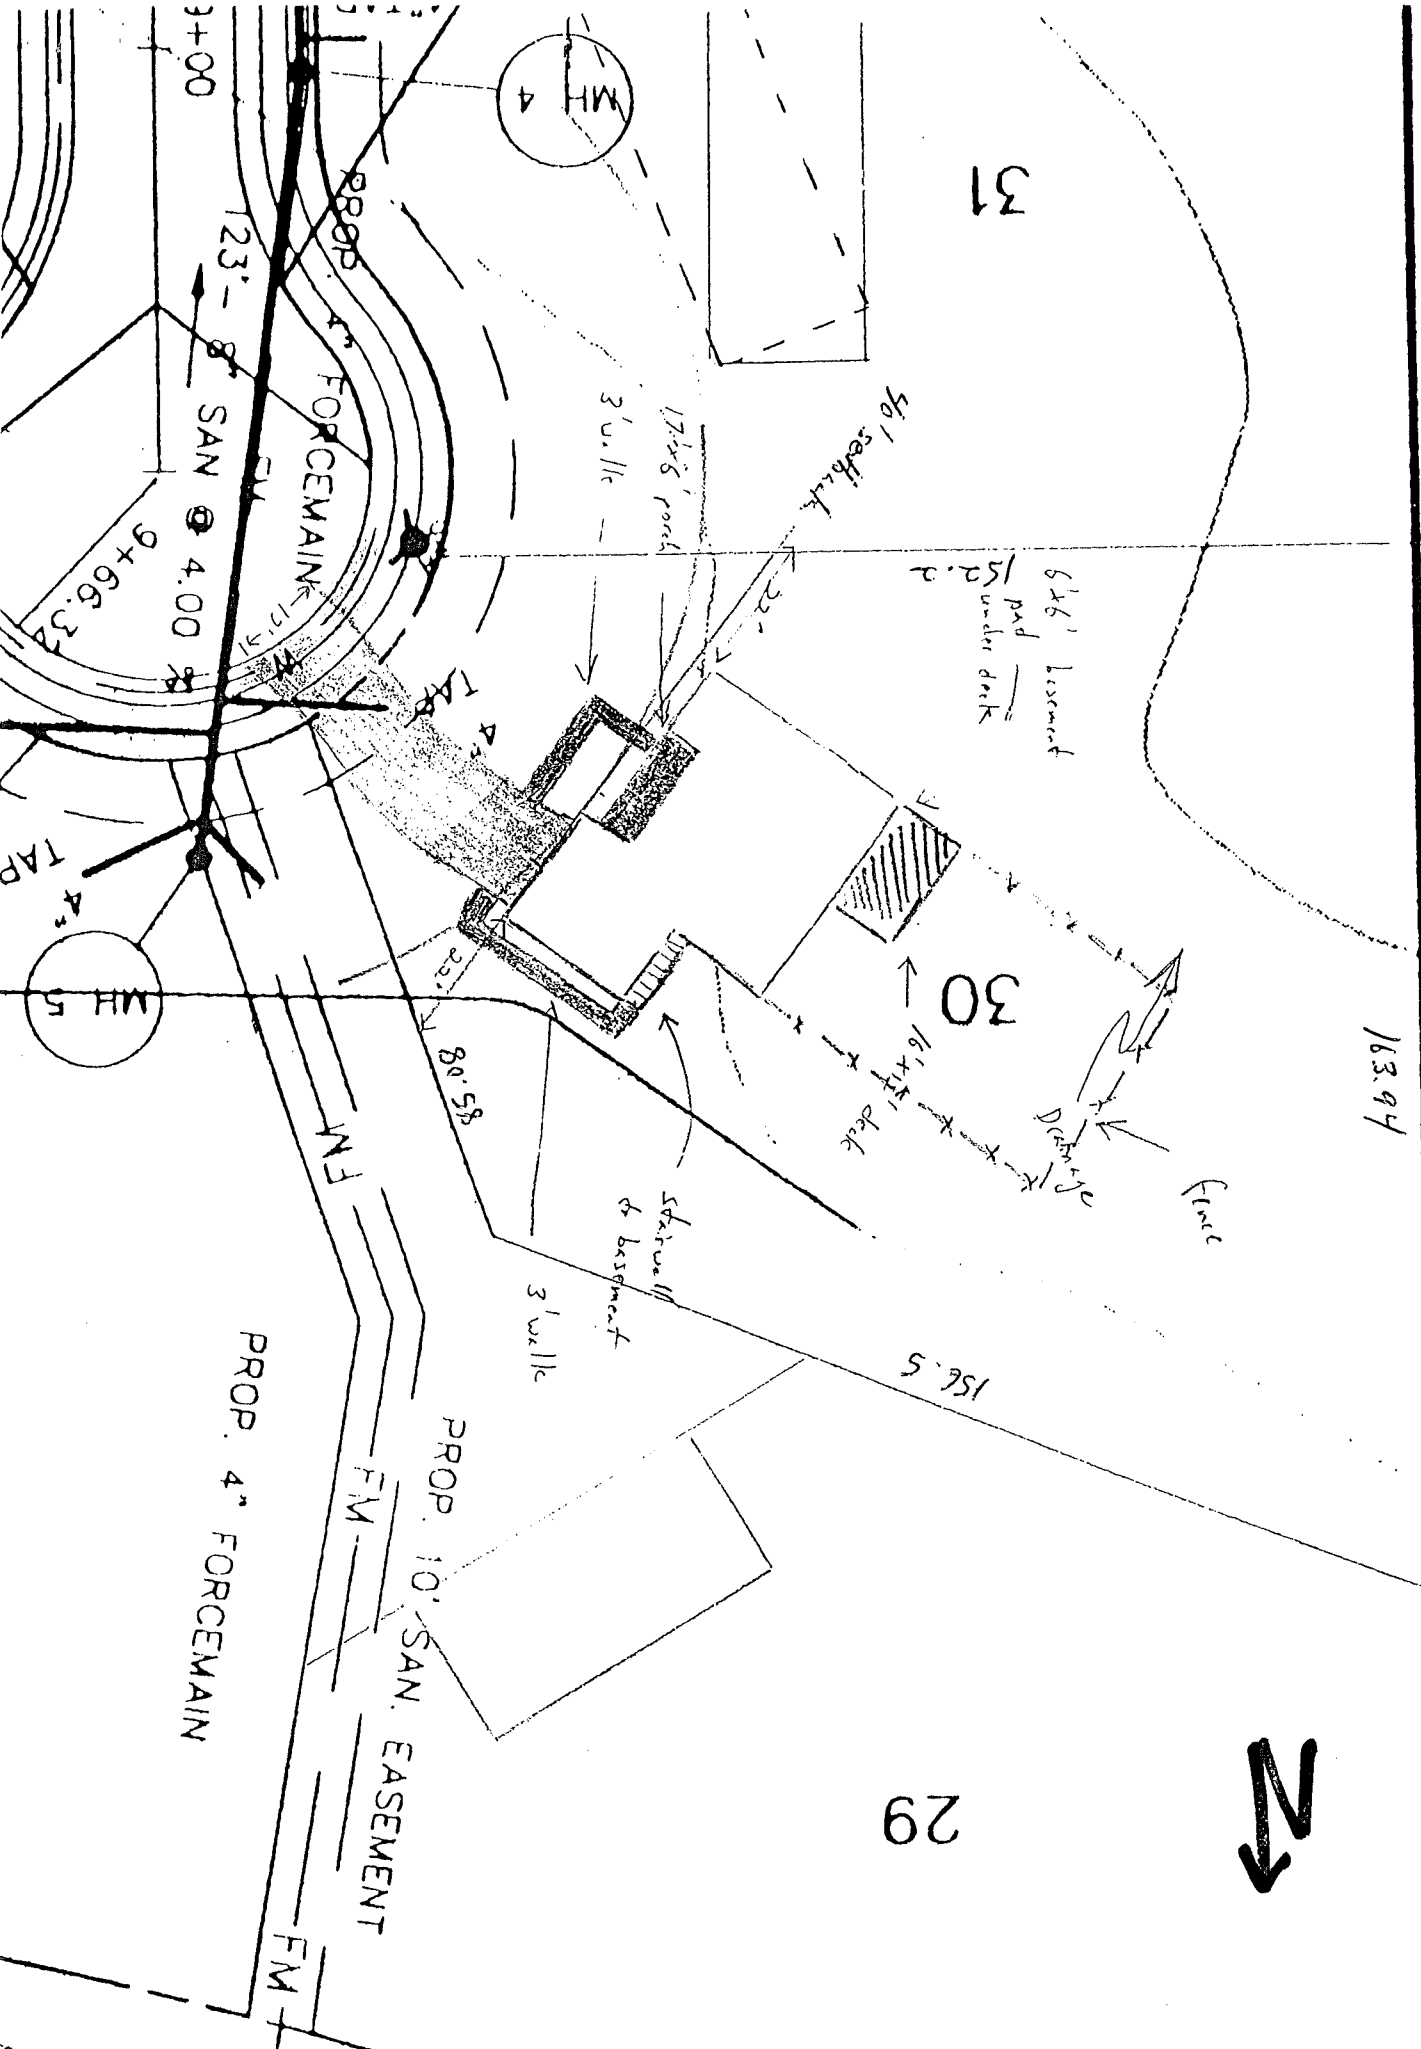 9+00
MH
4
31
PROP
4"
FORCEMAIN
123'- 8" SAN @ 4.00 %
FM
9+66.32
3' walk
17'x6' porch
40' setback
22'
6'x6' basement
pad
under deck
152.2
TAP 4"
TAP 4"
MH 5
22'
80.58
30
16'x12' deck
Drainage
fence
163.94
stairwell
to basement
3' walk
156.5
FM
PROP. 4" FORCEMAIN
PROP. 10' SAN. EASEMENT
FM
FM
29
N